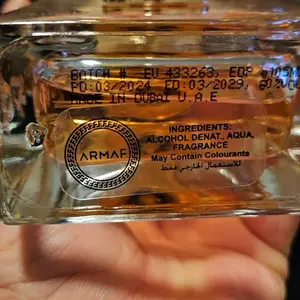 BATCH # EU 433263, EDP
PD:03/2024 ED:03/2029,
MADE IN DUBAI U.A.E
ARMAF
INGREDIENTS:
ALCOHOL DENAT., AQUA,
FRAGRANCE
May Contain Colourants
للاستعمال الخارجي فقط